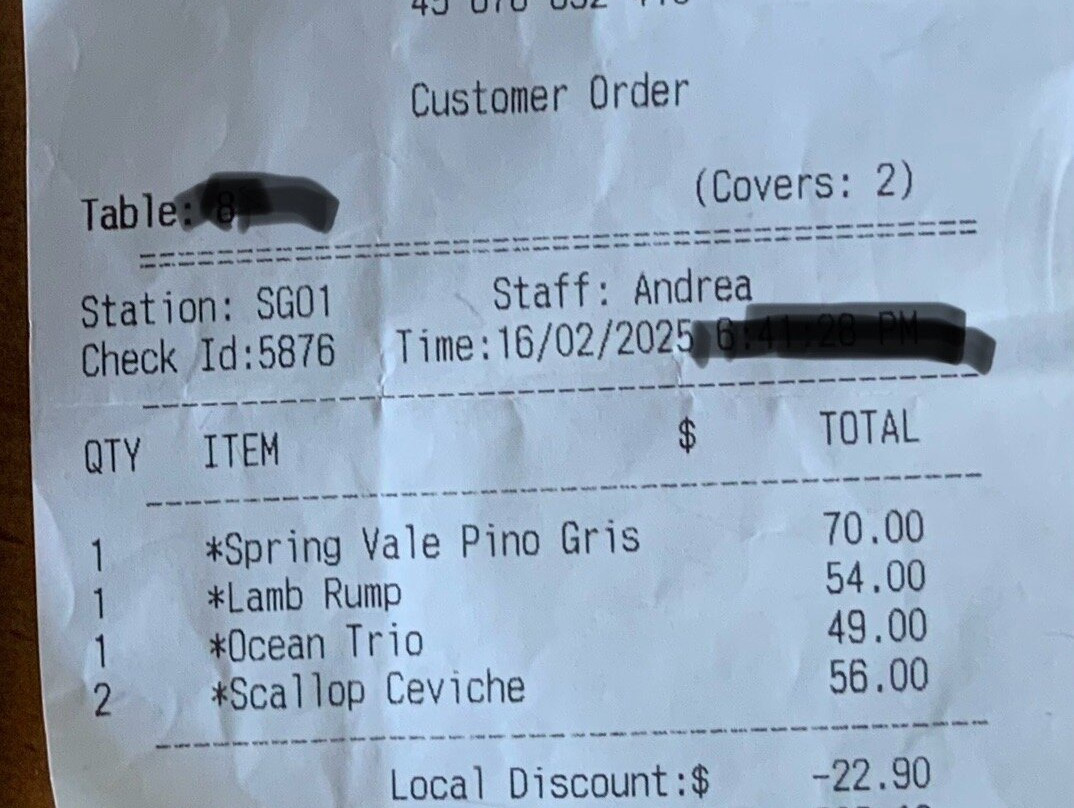 Customer Order
Table: (Covers: 2)
Station: SG01 Staff: Andrea
Check Id:5876 Time:16/02/2025
QTY ITEM $ TOTAL
1 *Spring Vale Pino Gris 70.00
1 *Lamb Rump 54.00
1 *Ocean Trio 49.00
2 *Scallop Ceviche 56.00
Local Discount:$ -22.90